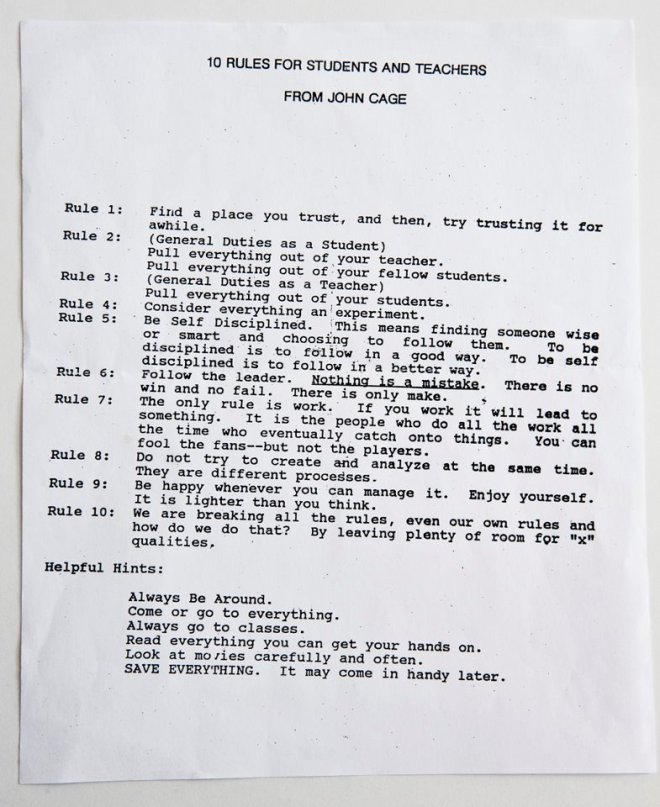 10 RULES FOR STUDENTS AND TEACHERS
FROM JOHN CAGE
Rule 1: Find a place you trust, and then, try trusting it for
awhile.
Rule 2: (General Duties as a Student)
Pull everything out of your teacher.
Pull everything out of your fellow students.
Rule 3: (General Duties as a Teacher)
Pull everything out of your students.
Rule 4: Consider everything an experiment.
Rule 5: Be Self Disciplined. This means finding someone wise
or smart and choosing to follow them. To be
disciplined is to follow in a good way. To be self
disciplined is to follow in a better way.
Rule 6: Follow the leader. Nothing is a mistake. There is no
win and no fail. There is only make.
Rule 7: The only rule is work. If you work it will lead to
something. It is the people who do all the work all
the time who eventually catch onto things. You can
fool the fans--but not the players.
Rule 8: Do not try to create and analyze at the same time.
They are different processes.
Rule 9: Be happy whenever you can manage it. Enjoy yourself.
It is lighter than you think.
Rule 10: We are breaking all the rules, even our own rules and
how do we do that? By leaving plenty of room for "x"
qualities.
Helpful Hints:
Always Be Around.
Come or go to everything.
Always go to classes.
Read everything you can get your hands on.
Look at movies carefully and often.
SAVE EVERYTHING. It may come in handy later.